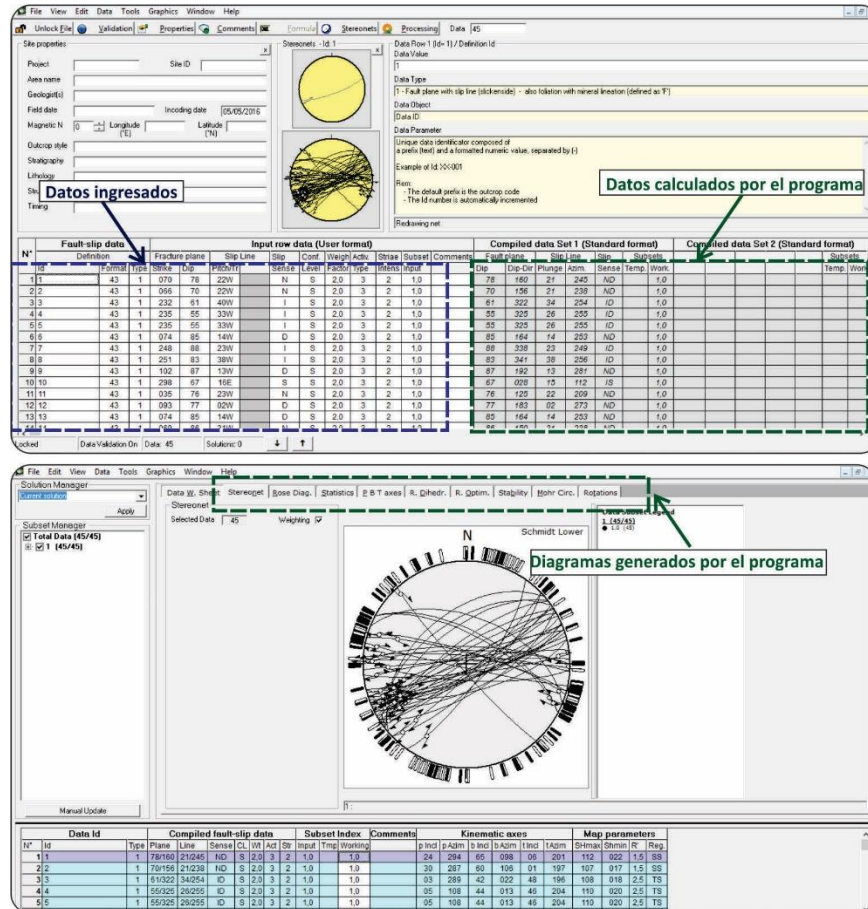 File Edit View Data Tools Graphics Window Help
Unlock File Validation Properties Comments Formula Stereonets Processing Data 45
Site properties
Project Site ID
Area name
Geologist(s)
Field date Incoding date 05/05/2016
Magnetic N 0 Longitude (°E) Latitude (°N)
Outcrop style
Stratigraphy
Lithology
Timing
Datos ingresados
Stereonets - Id: 1
Data Row 1 (Id= 1) / Definition Id
Data Value
1
Data Type
1 - Fault plane with slip line (slickenside) - also foliation with mineral lineation (defined as 'F')
Data Object
Data ID
Data Parameter
Unique data identificator composed of
a prefix (text) and a formatted numeric value, separated by (-)
Example of Id: XX-001
Rem:
- The default prefix is the outcrop code
- The Id number is automatically incremented
Redrawing net
Datos calculados por el programa
Fault-slip data Input row data (User format) Compiled data Set 1 (Standard format) Compiled data Set 2 (Standard format)
N° Definition Fracture plane Slip Line Slip Conf. Weigh Activ. Striae Subset Comments Fault plane Slip Line Slip Subsets Subsets
Id Format Type Strike Dip Pitch/Tr Sense Level Factor Type Intens Input Dip Dip-Dir Plunge Azim. Sense Temp. Work. Temp. Work
1 1 43 1 070 78 22W N S 2,0 3 2 1,0 78 160 21 245 ND 1,0
2 2 43 1 066 70 22W N S 2,0 3 2 1,0 70 156 21 238 ND 1,0
3 3 43 1 232 61 40W I S 2,0 3 2 1,0 61 322 34 254 ID 1,0
4 4 43 1 235 55 33W I S 2,0 3 2 1,0 55 325 26 255 ID 1,0
5 5 43 1 235 55 33W I S 2,0 3 2 1,0 55 325 26 255 ID 1,0
6 6 43 1 074 85 14W D S 2,0 3 2 1,0 85 164 14 253 ND 1,0
7 7 43 1 248 88 23W I S 2,0 3 2 1,0 88 338 23 249 ID 1,0
8 8 43 1 251 83 38W I S 2,0 3 2 1,0 83 341 38 256 ID 1,0
9 9 43 1 102 87 13W D S 2,0 3 2 1,0 87 192 13 281 ND 1,0
10 10 43 1 298 67 16E S S 2,0 3 2 1,0 67 028 15 112 IS 1,0
11 11 43 1 035 76 23W N S 2,0 3 2 1,0 76 125 22 209 ND 1,0
12 12 43 1 093 77 02W D S 2,0 3 2 1,0 77 183 02 273 ND 1,0
13 13 43 1 074 85 14W D S 2,0 3 2 1,0 85 164 14 253 ND 1,0
Locked Data Validation On Data: 45 Solutions: 0
File Edit View Data Tools Graphics Window Help
Solution Manager
Current solution
Apply
Subset Manager
Total Data (45/45)
1 (45/45)
Manual Update
Data W. Sheet Stereonet Rose Diag. Statistics P B T axes R. Dihedr. R. Optim. Stability Mohr Circ. Rotations
Stereonet
Selected Data 45 Weighting
N
Schmidt Lower
Data Subset Legend
1 (45/45)
1.0 (45)
Diagramas generados por el programa
1 :
Data Id Compiled fault-slip data Subset Index Comments Kinematic axes Map parameters
N° Id Type Plane Line Sense CL Wt Act Str Input Tmp Working p Incl p Azim b Incl b Azim t Incl t Azim SHmax Shmin R' Reg.
1 1 1 78/160 21/245 ND S 2,0 3 2 1,0 1,0 24 294 65 098 06 201 112 022 1,5 SS
2 2 1 70/156 21/238 ND S 2,0 3 2 1,0 1,0 30 287 60 106 01 197 107 017 1,5 SS
3 3 1 61/322 34/254 ID S 2,0 3 2 1,0 1,0 03 289 42 022 48 196 108 018 2,5 TS
4 4 1 55/325 26/255 ID S 2,0 3 2 1,0 1,0 05 108 44 013 46 204 110 020 2,5 TS
5 5 1 55/325 26/255 ID S 2,0 3 2 1,0 1,0 05 108 44 013 46 204 110 020 2,5 TS